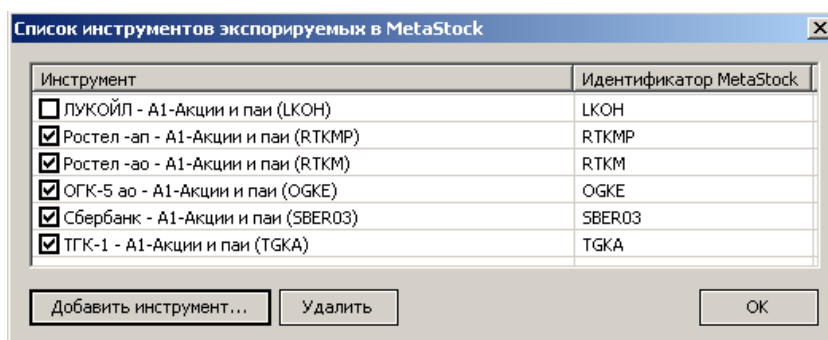 Список инструментов экспорируемых в MetaStock
Инструмент Идентификатор MetaStock
ЛУКОЙЛ - А1-Акции и паи (LKOH) LKOH
Ростел -ап - А1-Акции и паи (RTKMP) RTKMP
Ростел -ао - А1-Акции и паи (RTKM) RTKM
ОГК-5 ао - А1-Акции и паи (OGKE) OGKE
Сбербанк - А1-Акции и паи (SBER03) SBER03
ТГК-1 - А1-Акции и паи (TGKA) TGKA
Добавить инструмент... Удалить OK